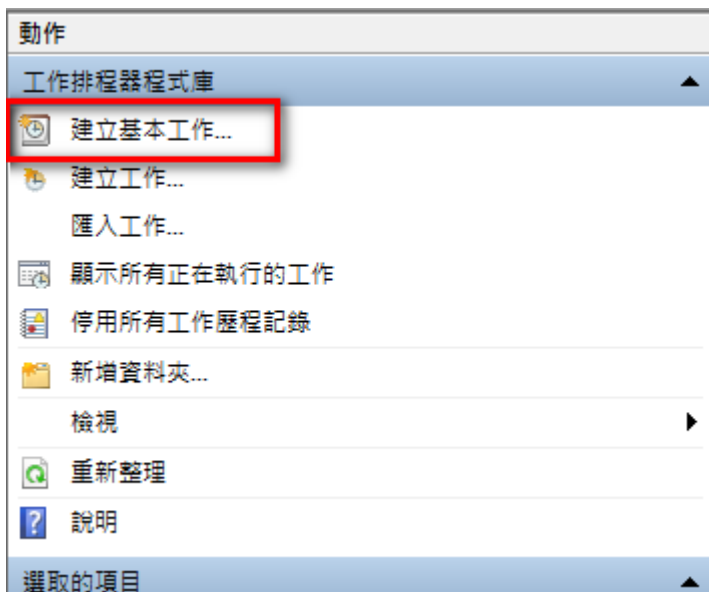 動作
工作排程器程式庫
建立基本工作...
建立工作...
匯入工作...
顯示所有正在執行的工作
停用所有工作歷程記錄
新增資料夾...
檢視
重新整理
說明
選取的項目